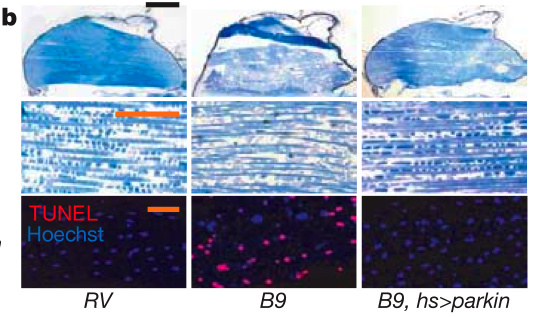 b
TUNEL
Hoechst
RV B9 B9, hs>parkin